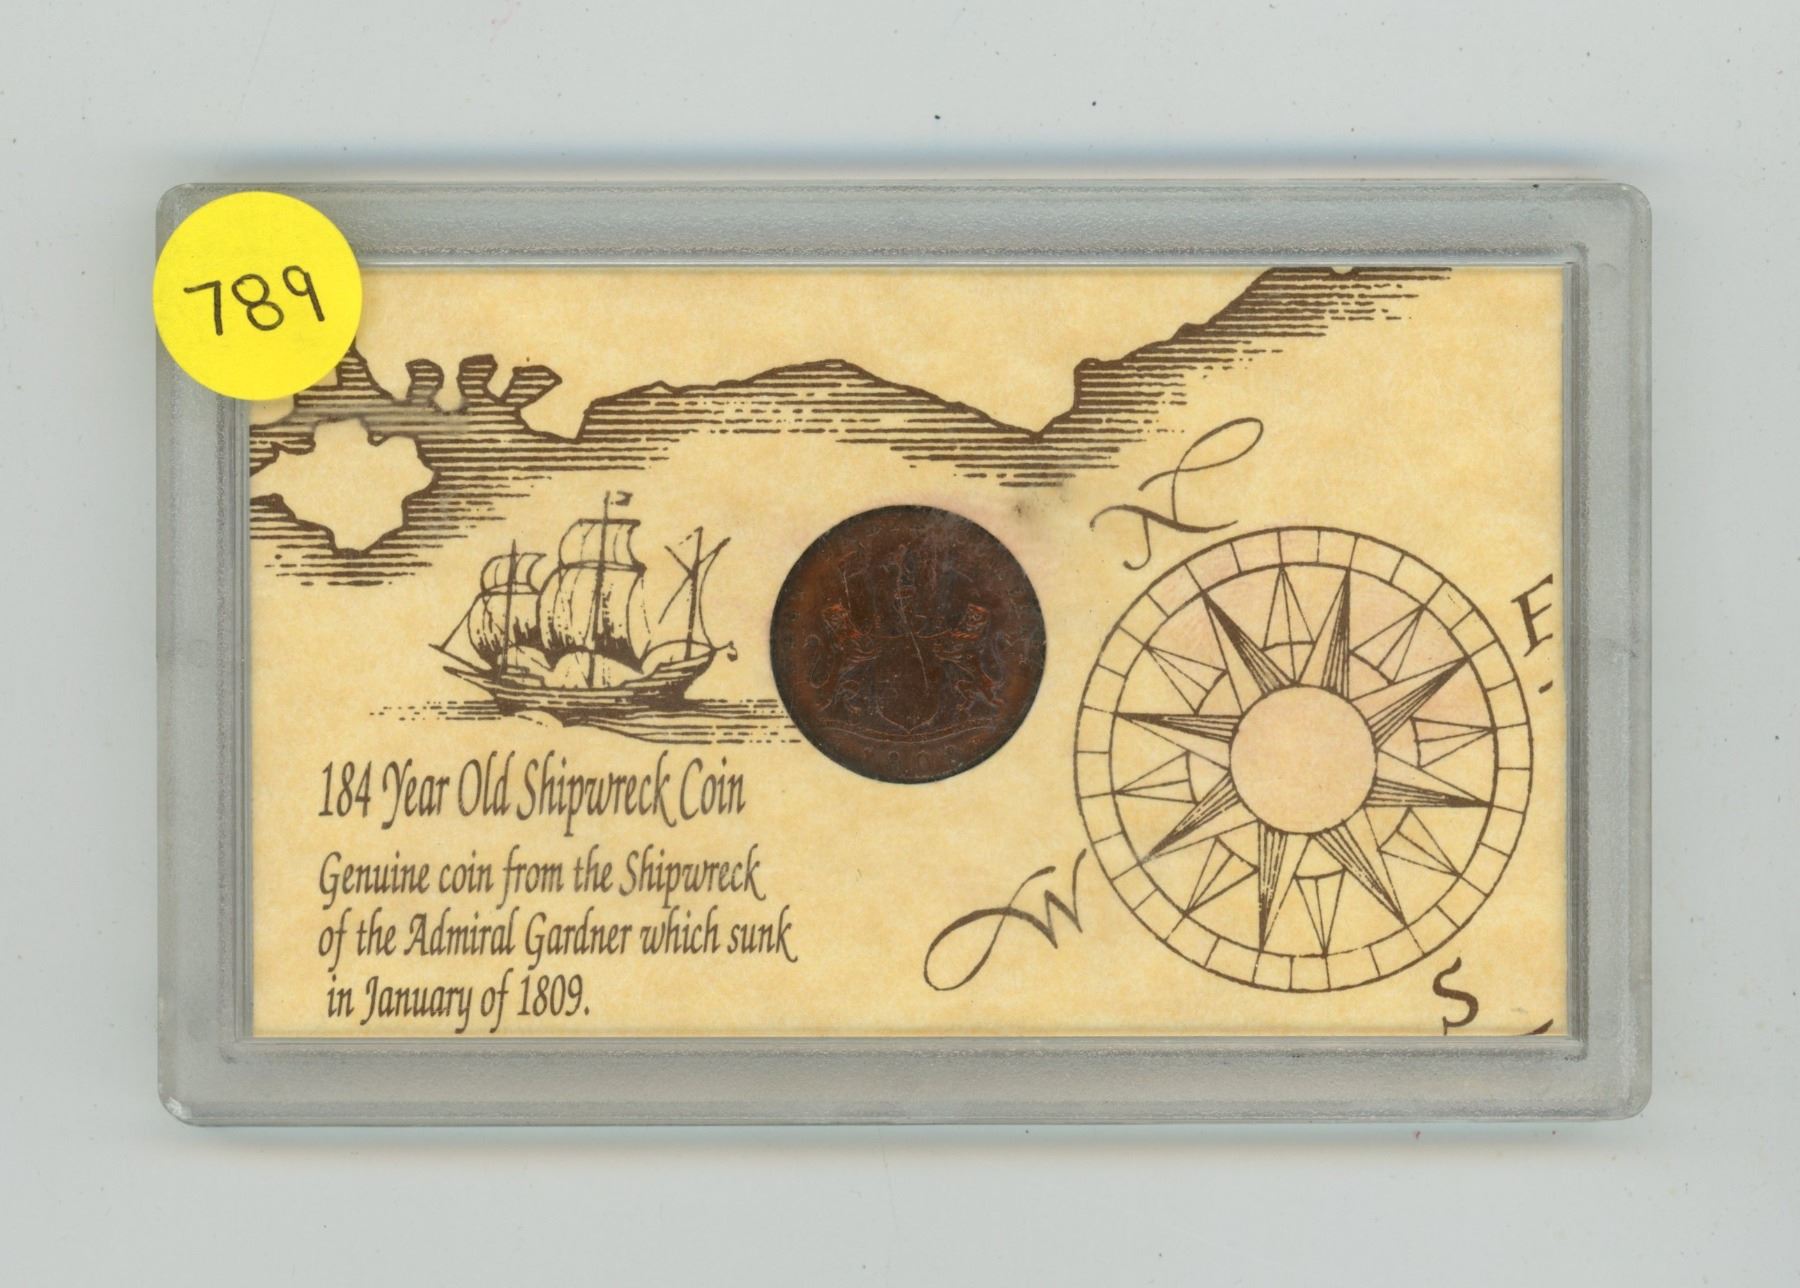 789
N
E
184 Year Old Shipwreck Coin
Genuine coin from the Shipwreck
of the Admiral Gardner which sunk
in January of 1809.
W
S